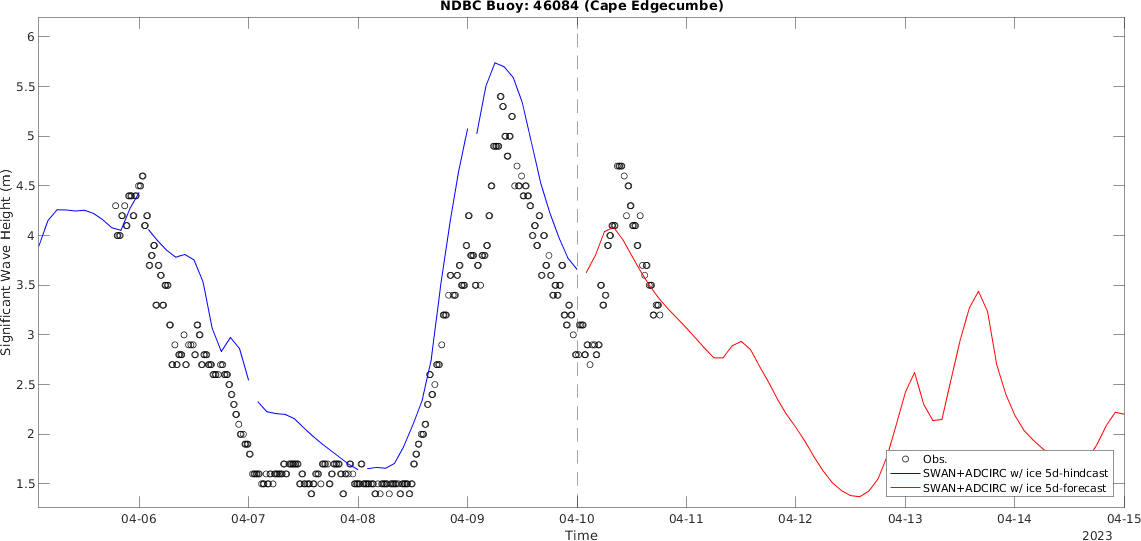 NDBC Buoy: 46084 (Cape Edgecumbe)
6
5.5
5
4.5
4
3.5
3
2.5
2
1.5
Significant Wave Height (m)
Obs.
SWAN+ADCIRC w/ ice 5d-hindcast
SWAN+ADCIRC w/ ice 5d-forecast
04-06 04-07 04-08 04-09 04-10 04-11 04-12 04-13 04-14 04-15
Time
2023